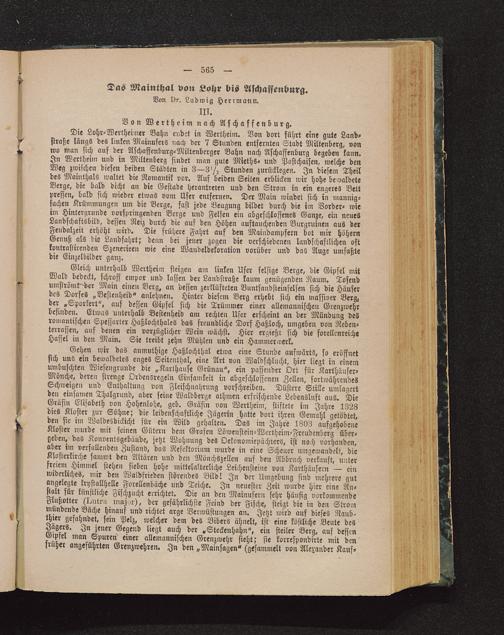 — 565 —
Das Mainthal von Lohr bis Aschaffenburg.
Von Dr. Ludwig Herrmann.
III.
Von Wertheim nach Aschaffenburg.
Die Lohr-Wertheimer Bahn endet in Wertheim. Von dort führt eine gute Land-
straße längs des linken Mainufers nach der 7 Stunden entfernten Stadt Miltenberg, von
wo man sich auf der Aschaffenburg-Miltenberger Bahn nach Aschaffenburg begeben kann.
In Wertheim und in Miltenberg findet man gute Mieths- und Postchaisen, welche den
Weg zwischen diesen beiden Städten in 3—3½ Stunden zurücklegen. In diesem Theil
des Mainthals waltet die Romantik vor. Auf beiden Seiten erblicken wir hohe bewaldete
Berge, die bald dicht an die Gestade herantreten und den Strom in ein engeres Bett
pressen, bald sich wieder etwas vom Ufer entfernen. Der Main windet sich in mannig-
fachen Krümmungen um die Berge, fast jede Beugung bildet durch die im Vorder- wie
im Hintergrunde vorspringenden Berge und Felsen ein abgeschlossenes Ganze, ein neues
Landschaftsbild, dessen Reiz durch die auf den Höhen auftauchenden Burgruinen aus der
Feudalzeit erhöht wird. Die frühere Fahrt auf den Maindampfern bot mir höhern
Genuß als die Landfahrt; denn bei jener zogen die verschiedenen landschaftlichen oft
kontrastirenden Szenerieen wie eine Wandeldekoration vorüber und das Auge umfaßte
die Einzelbilder ganz.
Gleich unterhalb Wertheim steigen am linken Ufer felsige Berge, die Gipfel mit
Wald bedeckt, schroff empor und lassen der Landstraße kaum genügenden Raum. Tosend
umströmt der Main einen Berg, an dessen zerklüfteten Buntsandsteinfelsen sich die Häuser
des Dorfes „Bestenheid“ anlehnen. Hinter diesem Berg erhebt sich ein massiver Berg,
der „Sporkert“, auf dessen Gipfel sich die Trümmer einer allemannischen Grenzwehr
befinden. Etwas unterhalb Bestenheid am rechten Ufer erscheint an der Mündung des
romantischen Spessarter Haßlochthales das freundliche Dorf Haßloch, umgeben von Reben-
terrassen, auf denen ein vorzüglicher Wein wächst. Hier ergießt sich die forellenreiche
Hassel in den Main. Sie treibt zehn Mühlen und ein Hammerwerk.
Gehen wir das anmuthige Haßlochthal etwa eine Stunde aufwärts, so eröffnet
sich uns ein bewaldetes enges Seitenthal, eine Art von Waldschlucht, hier liegt in einem
umbuschten Wiesengrunde die „Karthause Grünau“, ein passender Ort für Karthäuser-
Mönche, deren strenge Ordensregeln Einsamkeit in abgeschlossenen Zellen, fortwährendes
Schweigen und Enthaltung von Fleischnahrung vorschreiben. Düstere Stille umlagert
den einsamen Thalgrund, aber seine Waldberge athmen erfrischende Lebensluft aus. Die
Gräfin Elisabeth von Hohenlohe, geb. Gräfin von Wertheim, stiftete im Jahre 1328
dies Kloster zur Sühne; die leidenschaftliche Jägerin hatte dort ihren Gemahl getödtet,
den sie im Waldesdickicht für ein Wild gehalten. Das im Jahre 1803 aufgehobene
Kloster wurde mit seinen Gütern den Grafen Löwenstein-Wertheim-Freudenberg über-
geben, das Konventsgebäude, jetzt Wohnung des Oekonomiepächters, ist noch vorhanden,
aber in verfallendem Zustand, das Refektorium wurde in eine Scheuer umgewandelt, die
Klosterkirche sammt den Altären und den Mönchszellen auf den Abbruch verkauft, unter
freiem Himmel stehen sieben hohe mittelalterliche Leichensteine von Karthäusern — ein
widerliches, mir den Waldfrieden störendes Bild! In der Umgebung sind mehrere gut
angelegte krystallhelle Forellenbäche und Teiche. In neuester Zeit wurde hier eine An-
stalt für künstliche Fischzucht errichtet. Die an den Mainufern sehr häufig vorkommende
Flußotter (Lutra major), der gefährlichste Feind der Fische, steigt die in den Strom
mündende Bäche hinauf und richtet arge Verwüstungen an. Jetzt wird auf dieses Raub-
thier gefahndet, sein Pelz, welcher dem des Bibers ähnelt, ist eine köstliche Beute des
Jägers. In jener Gegend liegt auch der „Steckenhahn“, ein steiler Berg, auf dessen
Gipfel man Spuren einer allemannischen Grenzwehr sieht; sie korrespondirte mit den
früher angeführten Grenzwehren. In den „Mainsagen“ (gesammelt von Alexander Kauf-